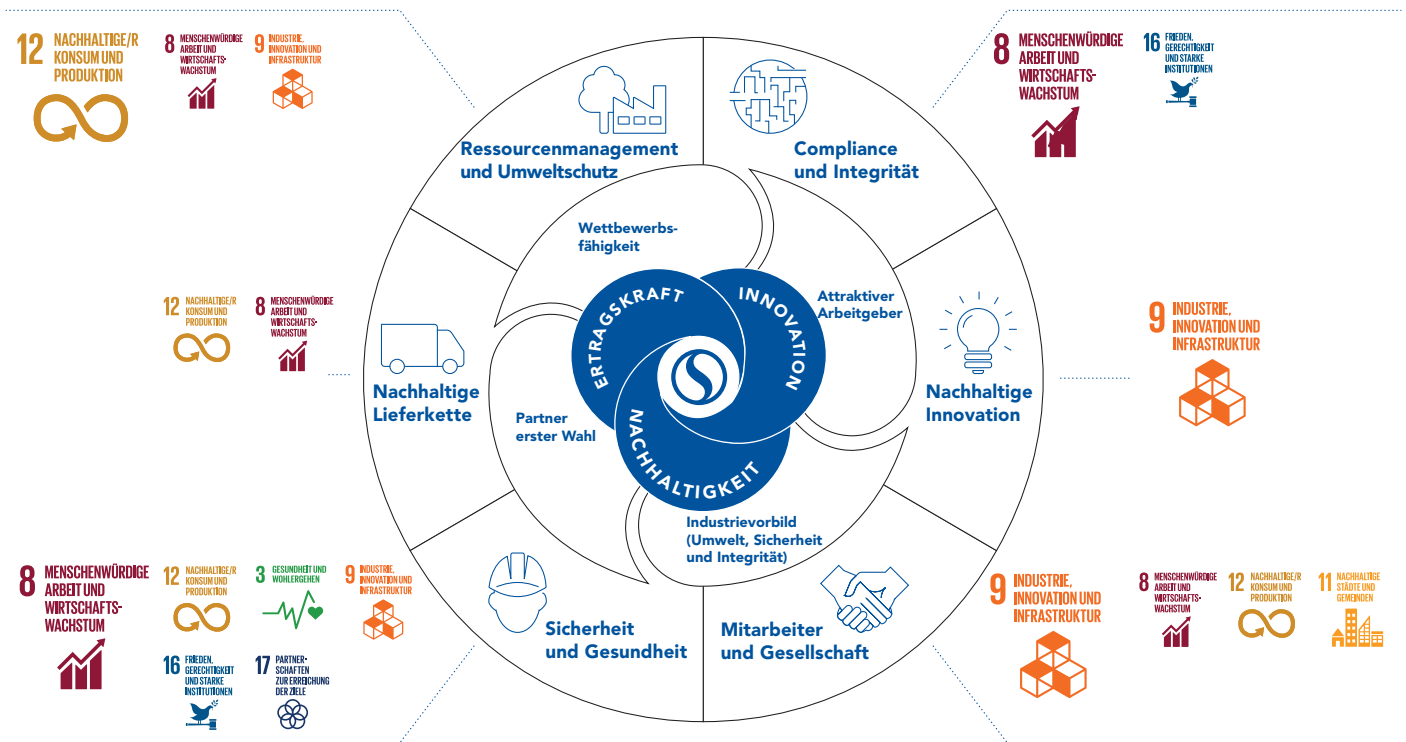 12 NACHHALTIGE/R
KONSUM UND
PRODUKTION
8 MENSCHENWÜRDIGE
ARBEIT UND
WIRTSCHAFTS-
WACHSTUM
9 INDUSTRIE,
INNOVATION UND
INFRASTRUKTUR
8 MENSCHENWÜRDIGE
ARBEIT UND
WIRTSCHAFTS-
WACHSTUM
16 FRIEDEN,
GERECHTIGKEIT
UND STARKE
INSTITUTIONEN
Ressourcenmanagement
und Umweltschutz
Compliance
und Integrität
Wettbewerbs-
fähigkeit
Attraktiver
Arbeitgeber
ERTRAGSKRAFT
INNOVATION
NACHHALTIGKEIT
12 NACHHALTIGE/R
KONSUM UND
PRODUKTION
8 MENSCHENWÜRDIGE
ARBEIT UND
WIRTSCHAFTS-
WACHSTUM
Nachhaltige
Lieferkette
Nachhaltige
Innovation
9 INDUSTRIE,
INNOVATION UND
INFRASTRUKTUR
Partner
erster Wahl
Industrievorbild
(Umwelt, Sicherheit
und Integrität)
8 MENSCHENWÜRDIGE
ARBEIT UND
WIRTSCHAFTS-
WACHSTUM
12 NACHHALTIGE/R
KONSUM UND
PRODUKTION
3 GESUNDHEIT UND
WOHLERGEHEN
9 INDUSTRIE,
INNOVATION UND
INFRASTRUKTUR
16 FRIEDEN,
GERECHTIGKEIT
UND STARKE
INSTITUTIONEN
17 PARTNER-
SCHAFTEN
ZUR ERREICHUNG
DER ZIELE
Sicherheit
und Gesundheit
Mitarbeiter
und Gesellschaft
9 INDUSTRIE,
INNOVATION UND
INFRASTRUKTUR
8 MENSCHENWÜRDIGE
ARBEIT UND
WIRTSCHAFTS-
WACHSTUM
12 NACHHALTIGE/R
KONSUM UND
PRODUKTION
11 NACHHALTIGE
STÄDTE UND
GEMEINDEN